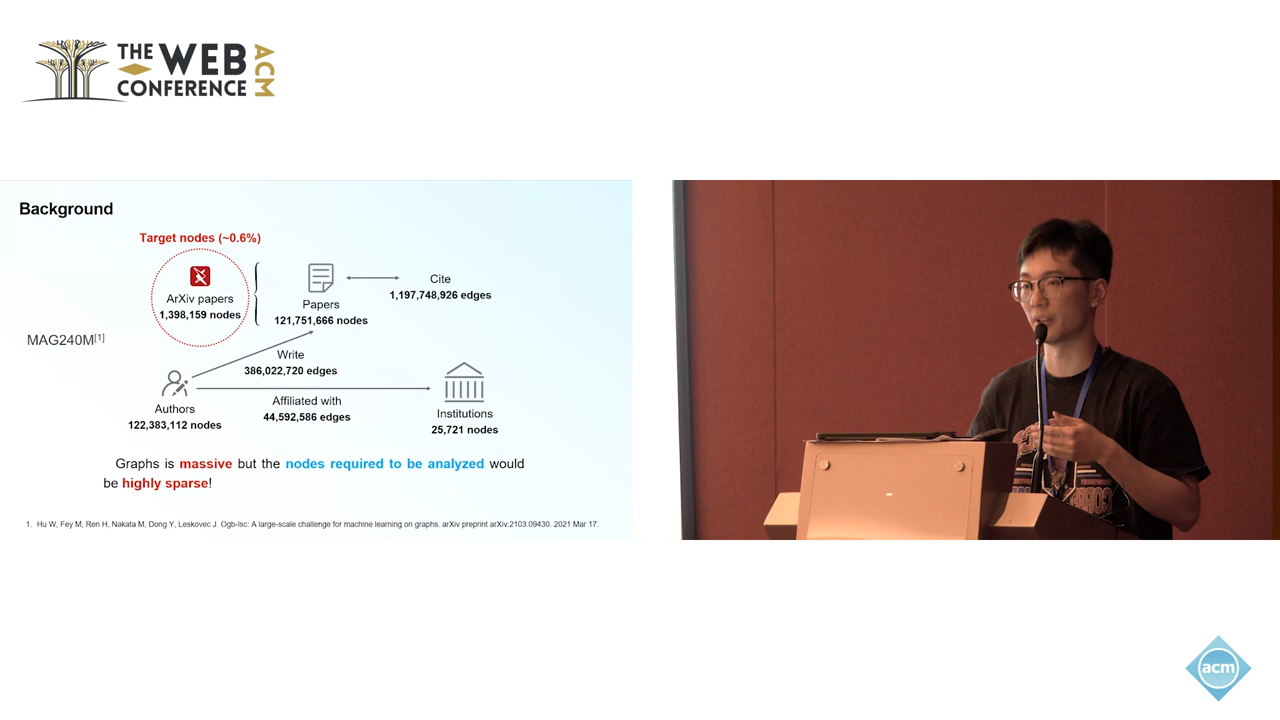 THE WEB
CONFERENCE
ACM
Background
Target nodes (~0.6%)
ArXiv papers
1,398,159 nodes
Papers
121,751,666 nodes
Cite
1,197,748,926 edges
MAG240M[1]
Write
386,022,720 edges
Authors
122,383,112 nodes
Affiliated with
44,592,586 edges
Institutions
25,721 nodes
Graphs is massive but the nodes required to be analyzed would
be highly sparse!
1. Hu W, Fey M, Ren H, Nakata M, Dong Y, Leskovec J. Ogb-lsc: A large-scale challenge for machine learning on graphs. arXiv preprint arXiv:2103.09430. 2021 Mar 17.
acm